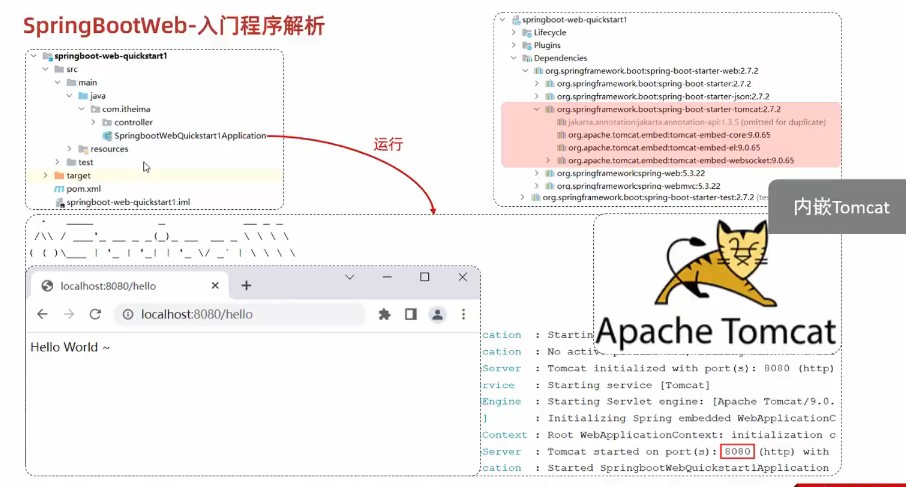 SpringBootWeb-入门程序解析
springboot-web-quickstart1
src
main
java
com.itheima
controller
SpringbootWebQuickstart1Application
resources
test
target
pom.xml
springboot-web-quickstart1.iml
运行
springboot-web-quickstart1
Lifecycle
Plugins
Dependencies
org.springframework.boot:spring-boot-starter-web:2.7.2
org.springframework.boot:spring-boot-starter:2.7.2
org.springframework.boot:spring-boot-starter-json:2.7.2
org.springframework.boot:spring-boot-starter-tomcat:2.7.2
jakarta.annotation:jakarta.annotation-api:1.3.5 (omitted for duplicate)
org.apache.tomcat.embed:tomcat-embed-core:9.0.65
org.apache.tomcat.embed:tomcat-embed-el:9.0.65
org.apache.tomcat.embed:tomcat-embed-websocket:9.0.65
org.springframework:spring-web:5.3.22
org.springframework:spring-webmvc:5.3.22
org.springframework.boot:spring-boot-starter-test:2.7.2
内嵌Tomcat
Apache Tomcat
localhost:8080/hello
localhost:8080/hello
Hello World ~
cation : Startin
cation : No activ
Server : Tomcat initialized with port(s): 8080 (http)
rvice : Starting service [Tomcat]
Engine : Starting Servlet engine: [Apache Tomcat/9.0.
] : Initializing Spring embedded WebApplicationC
Context : Root WebApplicationContext: initialization c
Server : Tomcat started on port(s): 8080 (http) with
cation : Started SpringbootWebQuickstart1Application